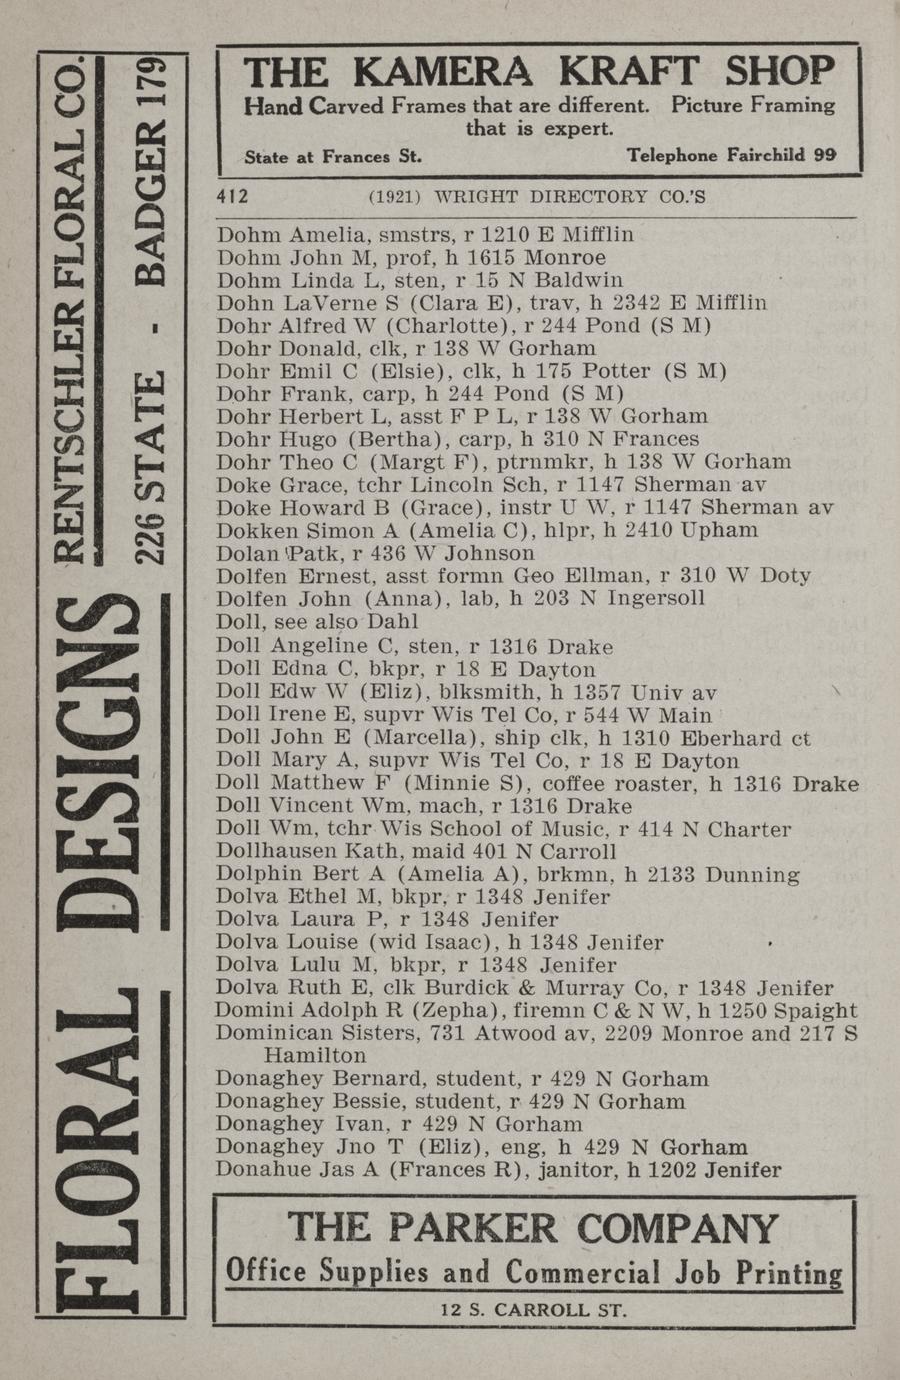 THE KAMERA KRAFT SHOP
Hand Carved Frames that are different. Picture Framing
that is expert.
State at Frances St. Telephone Fairchild 99
412 (1921) WRIGHT DIRECTORY CO.'S
Dohm Amelia, smstrs, r 1210 E Mifflin
Dohm John M, prof, h 1615 Monroe
Dohm Linda L, sten, r 15 N Baldwin
Dohn LaVerne S (Clara E), trav, h 2342 E Mifflin
Dohr Alfred W (Charlotte), r 244 Pond (S M)
Dohr Donald, clk, r 138 W Gorham
Dohr Emil C (Elsie), clk, h 175 Potter (S M)
Dohr Frank, carp, h 244 Pond (S M)
Dohr Herbert L, asst F P L, r 138 W Gorham
Dohr Hugo (Bertha), carp, h 310 N Frances
Dohr Theo C (Margt F), ptrnmkr, h 138 W Gorham
Doke Grace, tchr Lincoln Sch, r 1147 Sherman av
Doke Howard B (Grace), instr U W, r 1147 Sherman av
Dokken Simon A (Amelia C), hlpr, h 2410 Upham
Dolan Patk, r 436 W Johnson
Dolfen Ernest, asst formn Geo Ellman, r 310 W Doty
Dolfen John (Anna), lab, h 203 N Ingersoll
Doll, see also Dahl
Doll Angeline C, sten, r 1316 Drake
Doll Edna C, bkpr, r 18 E Dayton
Doll Edw W (Eliz), blksmith, h 1357 Univ av
Doll Irene E, supvr Wis Tel Co, r 544 W Main
Doll John E (Marcella), ship clk, h 1310 Eberhard ct
Doll Mary A, supvr Wis Tel Co, r 18 E Dayton
Doll Matthew F (Minnie S), coffee roaster, h 1316 Drake
Doll Vincent Wm, mach, r 1316 Drake
Doll Wm, tchr Wis School of Music, r 414 N Charter
Dollhausen Kath, maid 401 N Carroll
Dolphin Bert A (Amelia A), brkmn, h 2133 Dunning
Dolva Ethel M, bkpr, r 1348 Jenifer
Dolva Laura P, r 1348 Jenifer
Dolva Louise (wid Isaac), h 1348 Jenifer
Dolva Lulu M, bkpr, r 1348 Jenifer
Dolva Ruth E, clk Burdick & Murray Co, r 1348 Jenifer
Domini Adolph R (Zepha), firemn C & N W, h 1250 Spaight
Dominican Sisters, 731 Atwood av, 2209 Monroe and 217 S
Hamilton
Donaghey Bernard, student, r 429 N Gorham
Donaghey Bessie, student, r 429 N Gorham
Donaghey Ivan, r 429 N Gorham
Donaghey Jno T (Eliz), eng, h 429 N Gorham
Donahue Jas A (Frances R), janitor, h 1202 Jenifer
THE PARKER COMPANY
Office Supplies and Commercial Job Printing
12 S. CARROLL ST.
FLORAL DESIGNS
RENTSCHLER FLORAL CO.
226 STATE - BADGER 179